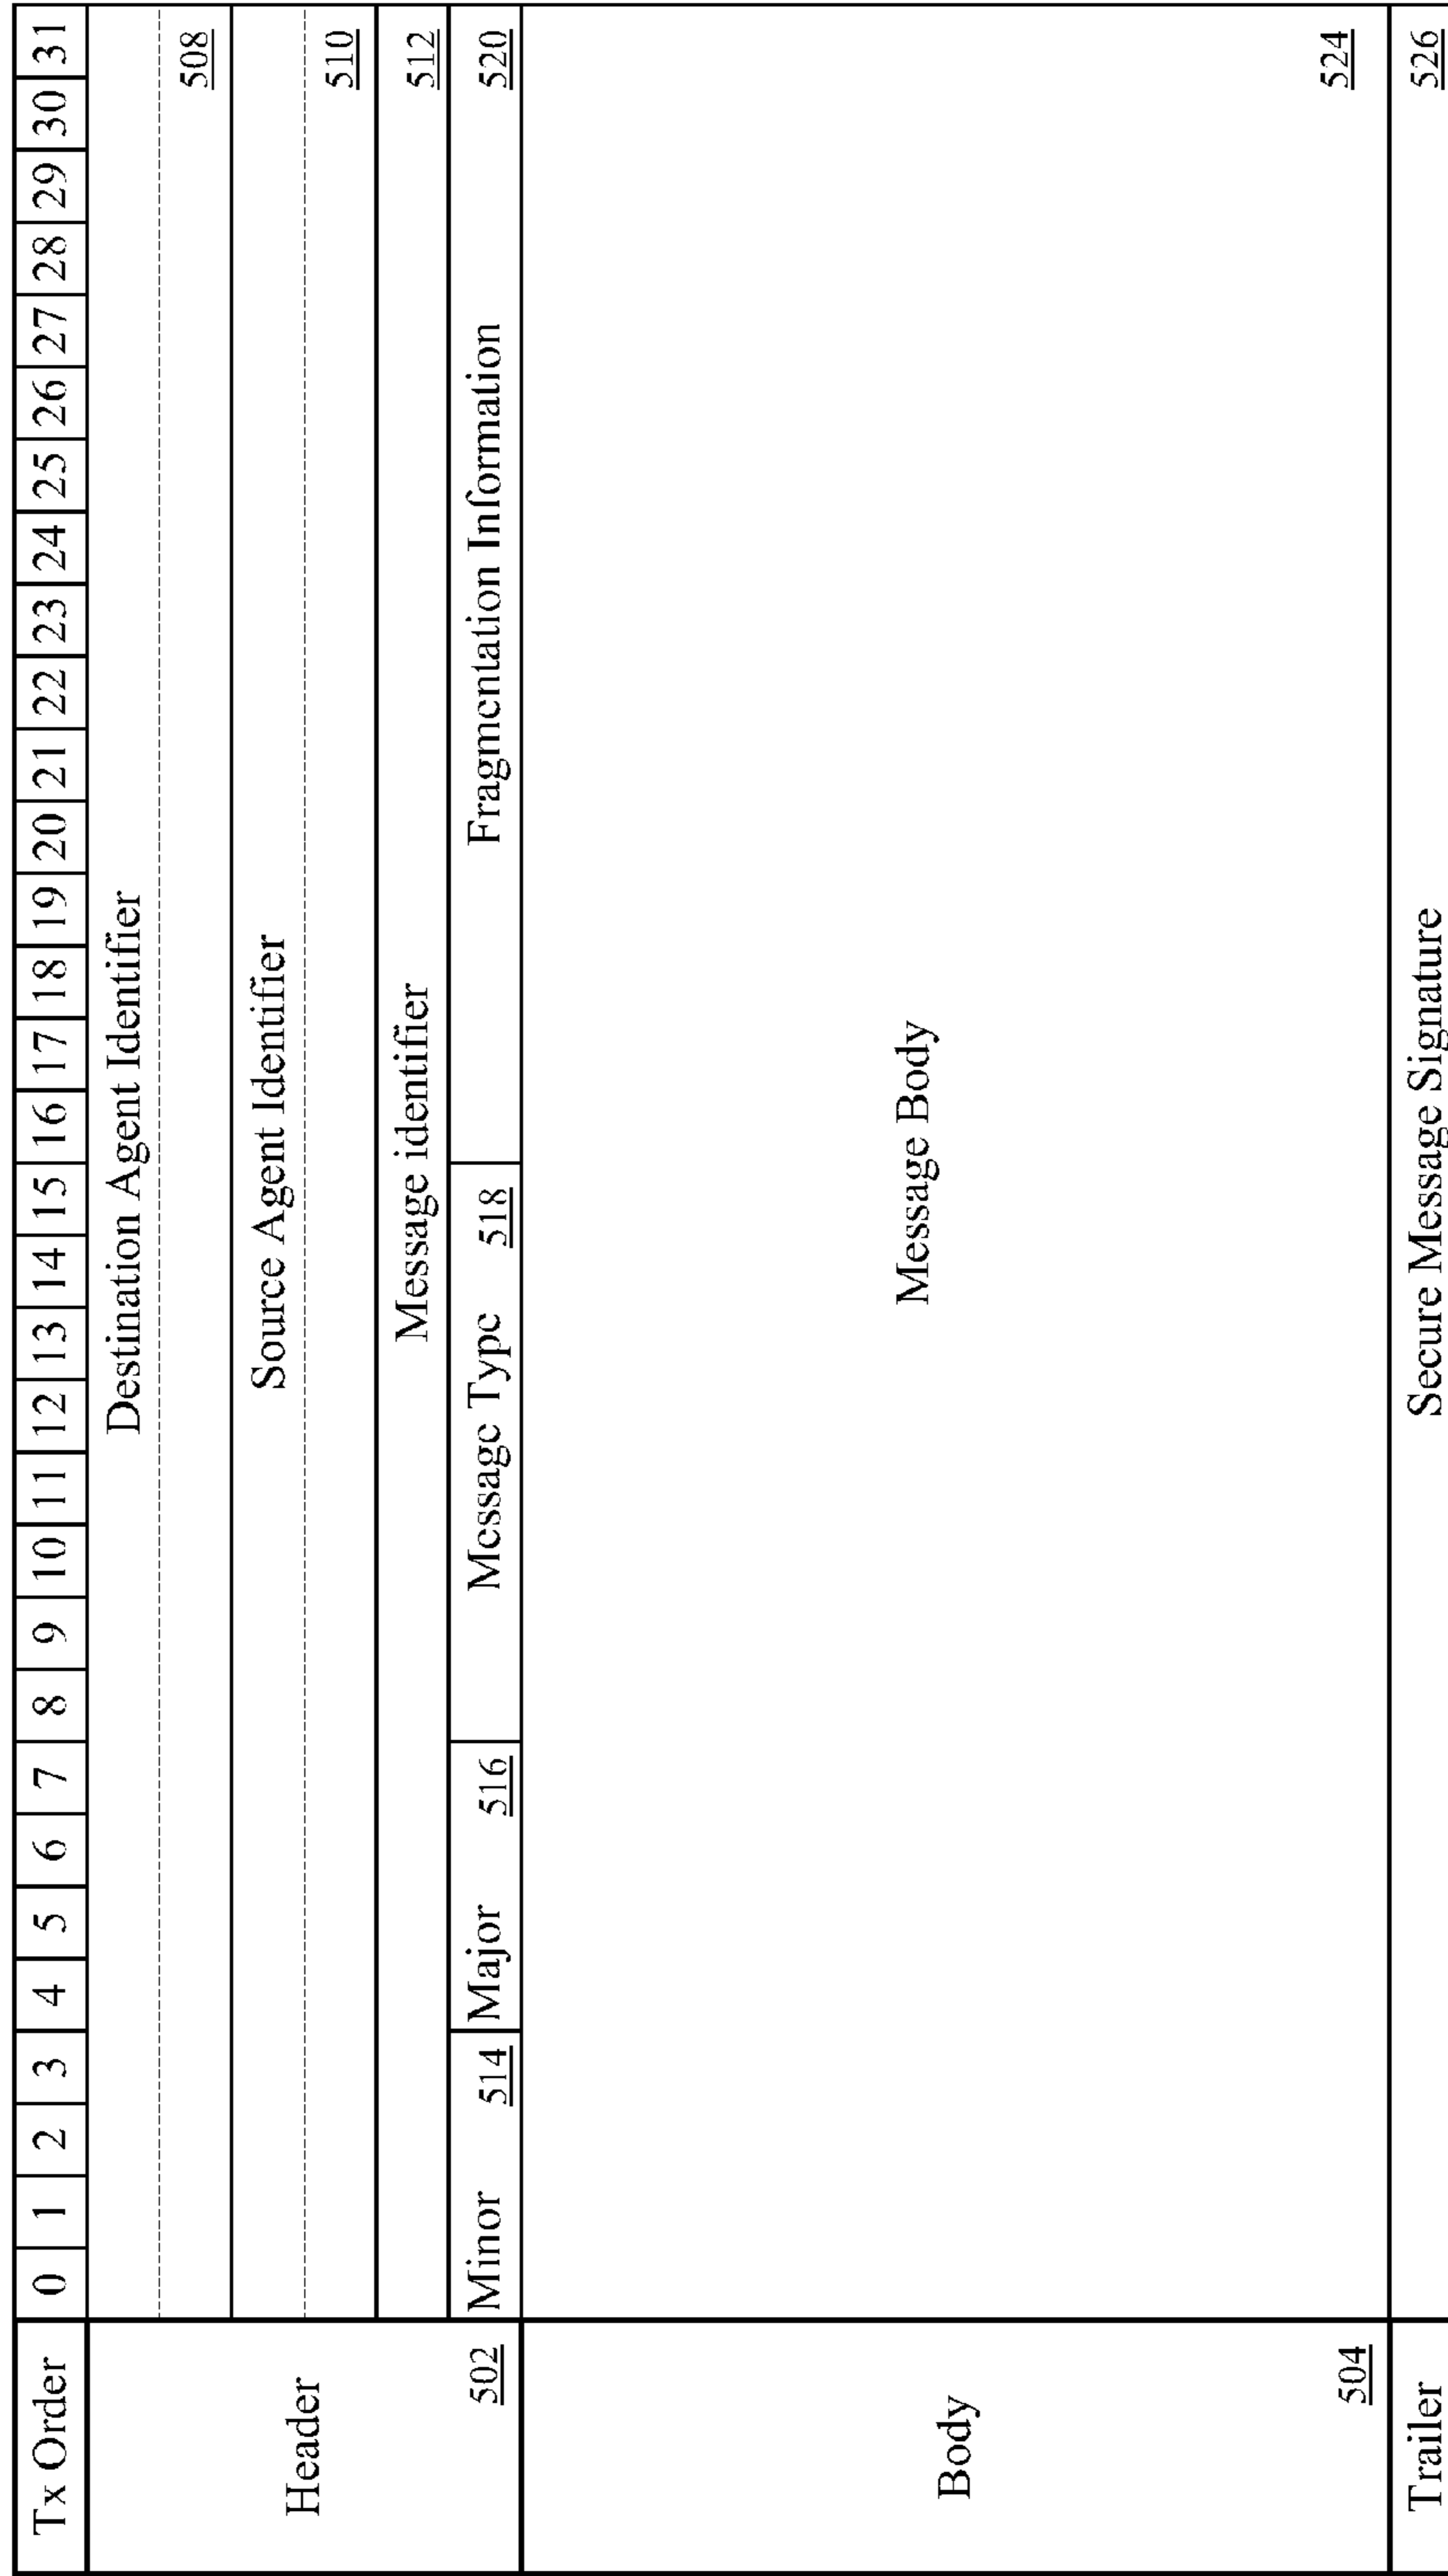 Tx Order 0 1 2 3 4 5 6 7 8 9 10 11 12 13 14 15 16 17 18 19 20 21 22 23 24 25 26 27 28 29 30 31
Header
502
Destination Agent Identifier
508
Source Agent Identifier
510
Message identifier 512
Minor 514 Major 516 Message Type 518 Fragmentation Information 520
Body
504
Message Body
524
Trailer Secure Message Signature 526